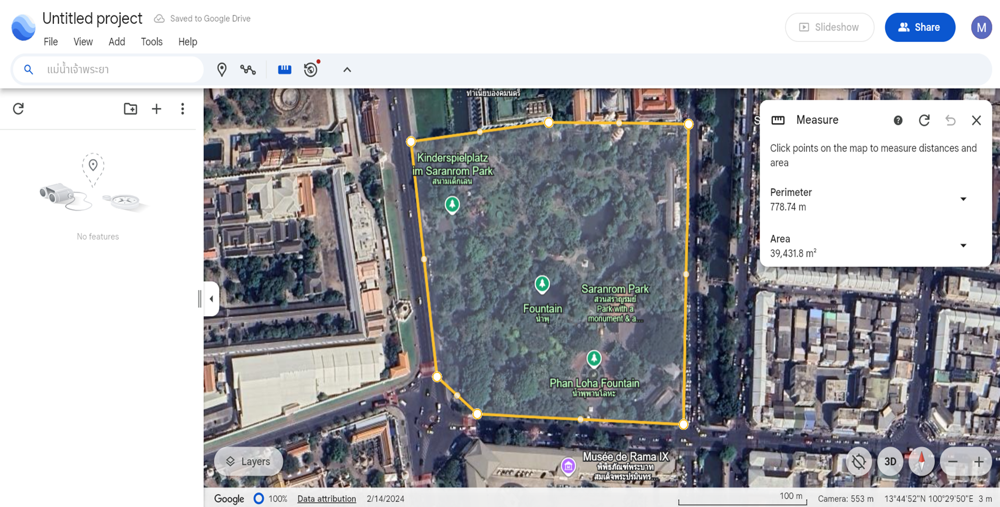 Untitled project
Saved to Google Drive
File View Add Tools Help
Slideshow
Share
M
แม่น้ำเจ้าพระยา
No features
ทำเนียบองคมนตรี
Kinderspielplatz
im Saranrom Park
สนามเด็กเล่น
Fountain
น้ำพุ
Saranrom Park
สวนสราญรมย์
Park with a
monument & a...
Phan Loha Fountain
น้ำพุพานโลหะ
Musée de Rama IX
พิพิธภัณฑ์พระบาท
สมเด็จพระปรมินทร...
S
Measure
Click points on the map to measure distances and
area
Perimeter
778.74 m
Area
39,431.8 m²
Layers
3D
Google 100% Data attribution 2/14/2024
100 m
Camera: 553 m 13°44'52"N 100°29'50"E 3 m